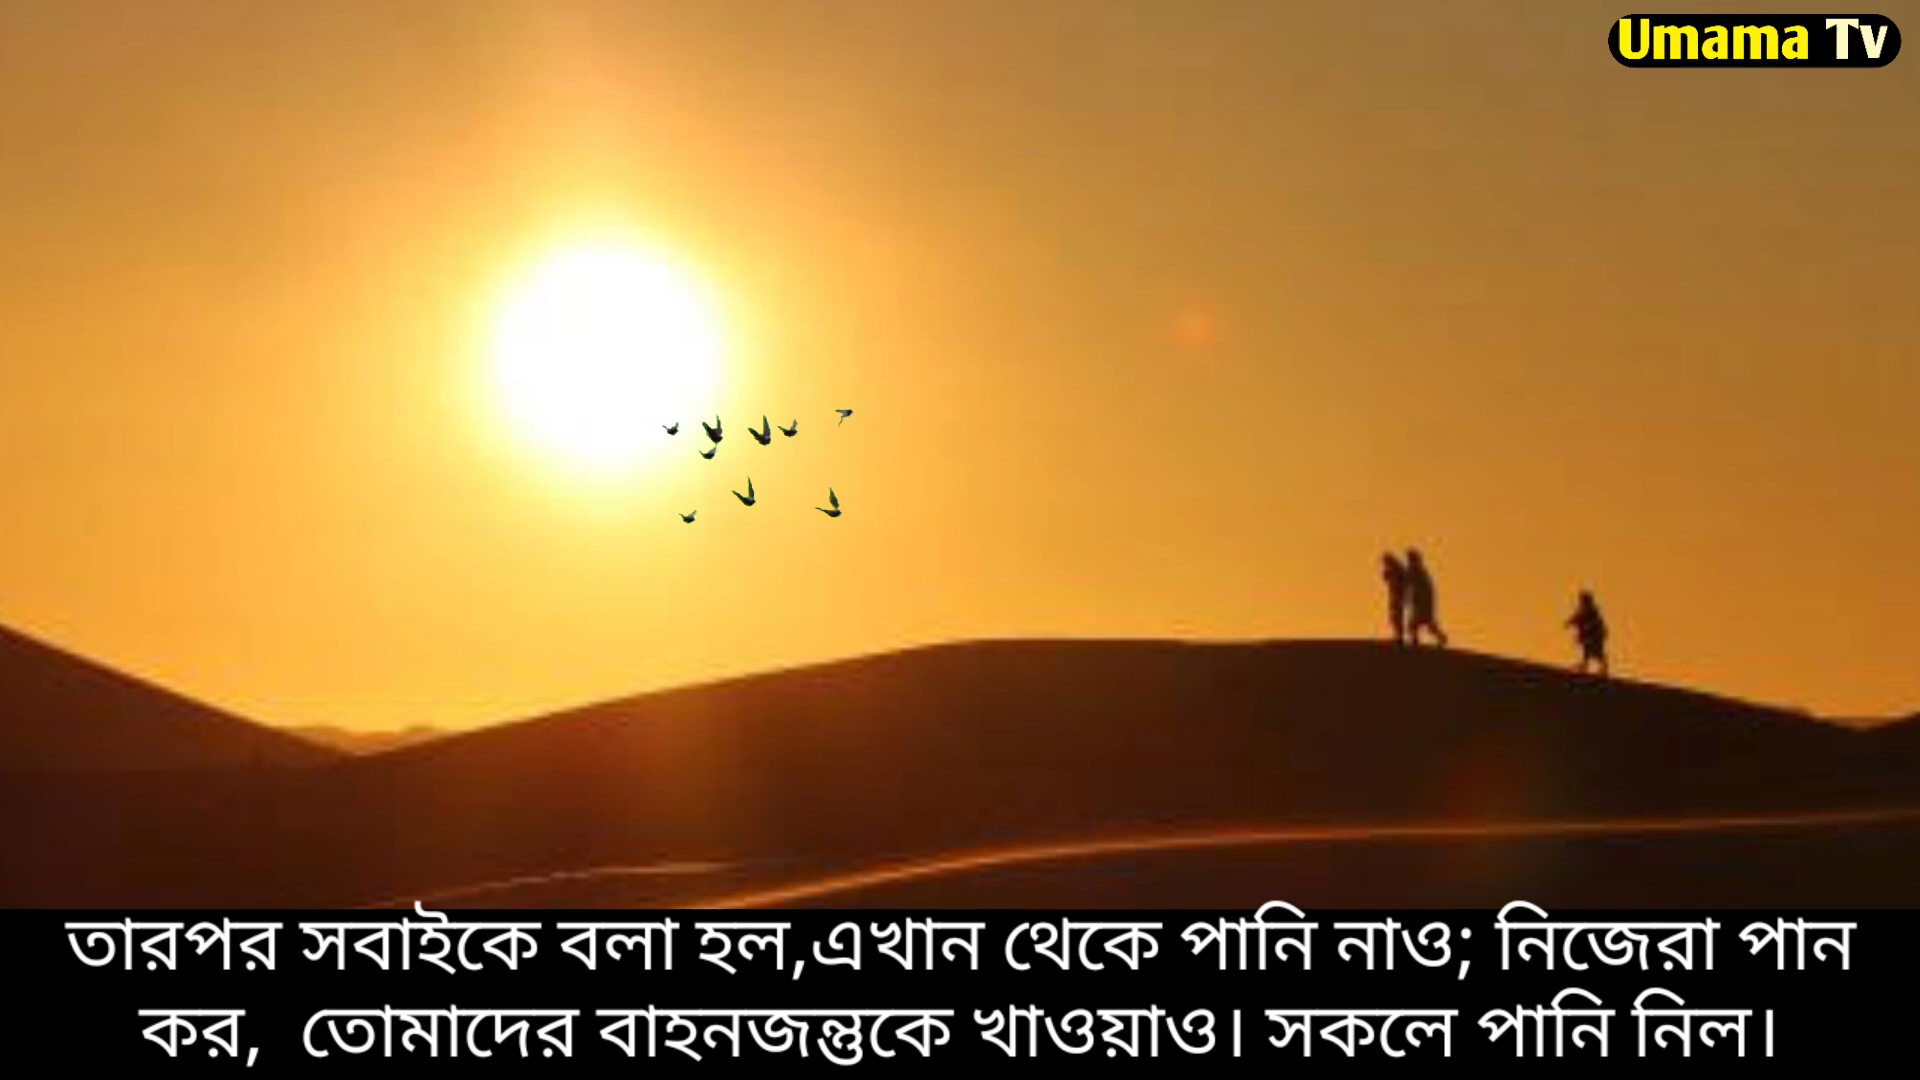 Umama Tv
তারপর সবাইকে বলা হল,এখান থেকে পানি নাও; নিজেরা পান
কর, তোমাদের বাহনজন্তুকে খাওয়াও। সকলে পানি নিল।